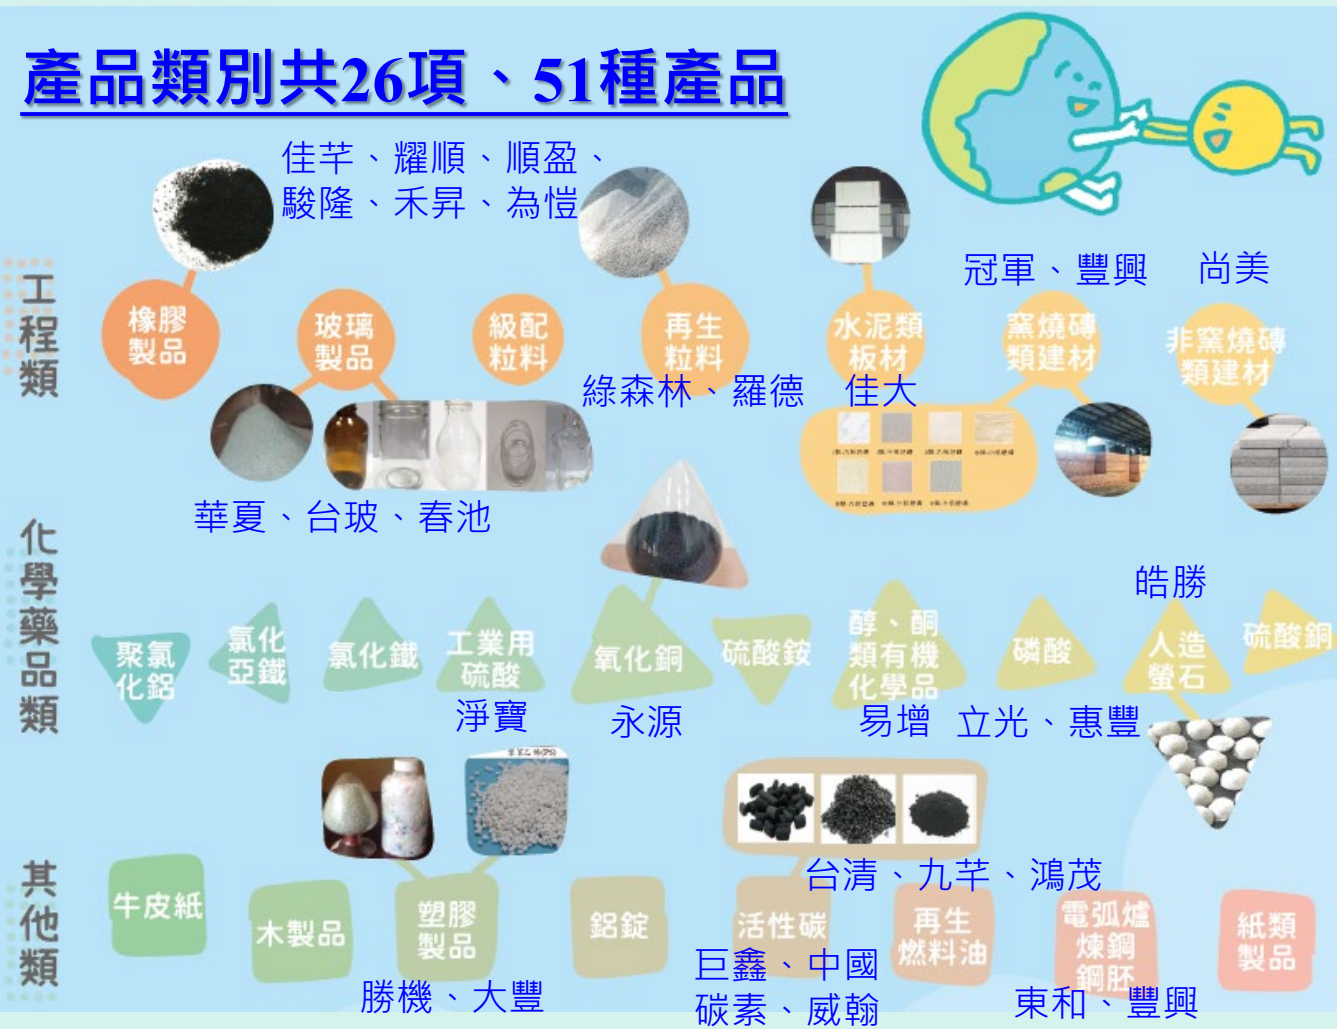 產品類別共26項、51種產品
佳芊、耀順、順盈、
駿隆、禾昇、為愷
冠軍、豐興
尚美
工程類
橡膠
製品
玻璃
製品
級配
粒料
再生
粒料
水泥類
板材
窯燒磚
類建材
非窯燒磚
類建材
綠森林、羅德
佳大
華夏、台玻、春池
化學藥品類
皓勝
聚氯
化鋁
氯化
亞鐵
氯化鐵
工業用
硫酸
氧化銅
硫酸銨
醇、酮
類有機
化學品
磷酸
人造
螢石
硫酸銅
淨寶
永源
易增
立光、惠豐
其他類
台清、九芊、鴻茂
牛皮紙
木製品
塑膠
製品
鋁錠
活性碳
再生
燃料油
電弧爐
煉鋼
鋼胚
紙類
製品
勝機、大豐
巨鑫、中國
碳素、威翰
東和、豐興